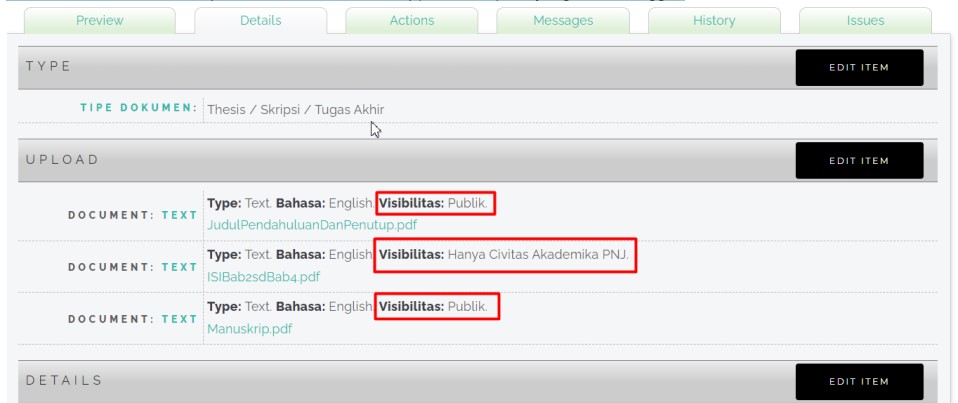 Preview Details Actions Messages History Issues
TYPE EDIT ITEM
TIPE DOKUMEN: Thesis / Skripsi / Tugas Akhir
UPLOAD EDIT ITEM
DOCUMENT: TEXT Type: Text. Bahasa: English. Visibilitas: Publik.
JudulPendahuluanDanPenutup.pdf
DOCUMENT: TEXT Type: Text. Bahasa: English. Visibilitas: Hanya Civitas Akademika PNJ.
ISIBab2sdBab4.pdf
DOCUMENT: TEXT Type: Text. Bahasa: English. Visibilitas: Publik.
Manuskrip.pdf
DETAILS EDIT ITEM